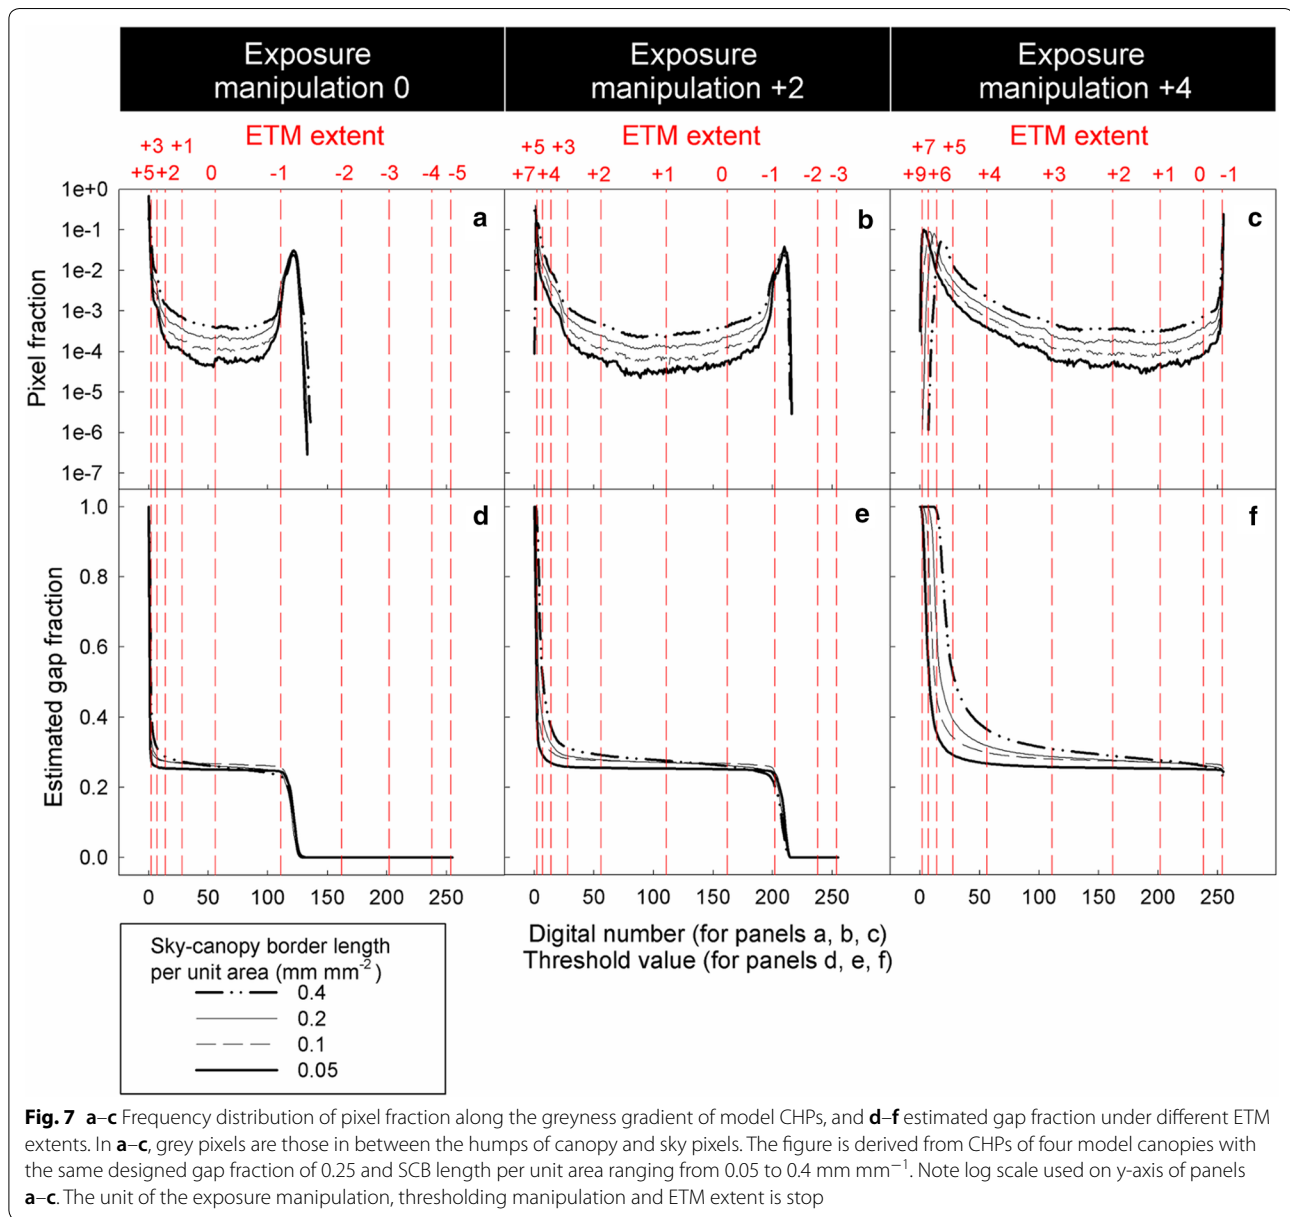 Exposure
manipulation 0
Exposure
manipulation +2
Exposure
manipulation +4
ETM extent
ETM extent
ETM extent
+3 +1
+5 +2 0 -1 -2 -3 -4 -5
+5 +3
+7 +4 +2 +1 0 -1 -2 -3
+7 +5
+9 +6 +4 +3 +2 +1 0 -1
Pixel fraction
1e+0
1e-1
1e-2
1e-3
1e-4
1e-5
1e-6
1e-7
a
b
c
Estimated gap fraction
1.0
0.8
0.6
0.4
0.2
0.0
d
e
f
0 50 100 150 200 250
0 50 100 150 200 250
0 50 100 150 200 250
Digital number (for panels a, b, c)
Threshold value (for panels d, e, f)
Sky-canopy border length
per unit area (mm mm-2)
0.4
0.2
0.1
0.05
Fig. 7 a–c Frequency distribution of pixel fraction along the greyness gradient of model CHPs, and d–f estimated gap fraction under different ETM
extents. In a–c, grey pixels are those in between the humps of canopy and sky pixels. The figure is derived from CHPs of four model canopies with
the same designed gap fraction of 0.25 and SCB length per unit area ranging from 0.05 to 0.4 mm mm−1. Note log scale used on y-axis of panels
a–c. The unit of the exposure manipulation, thresholding manipulation and ETM extent is stop